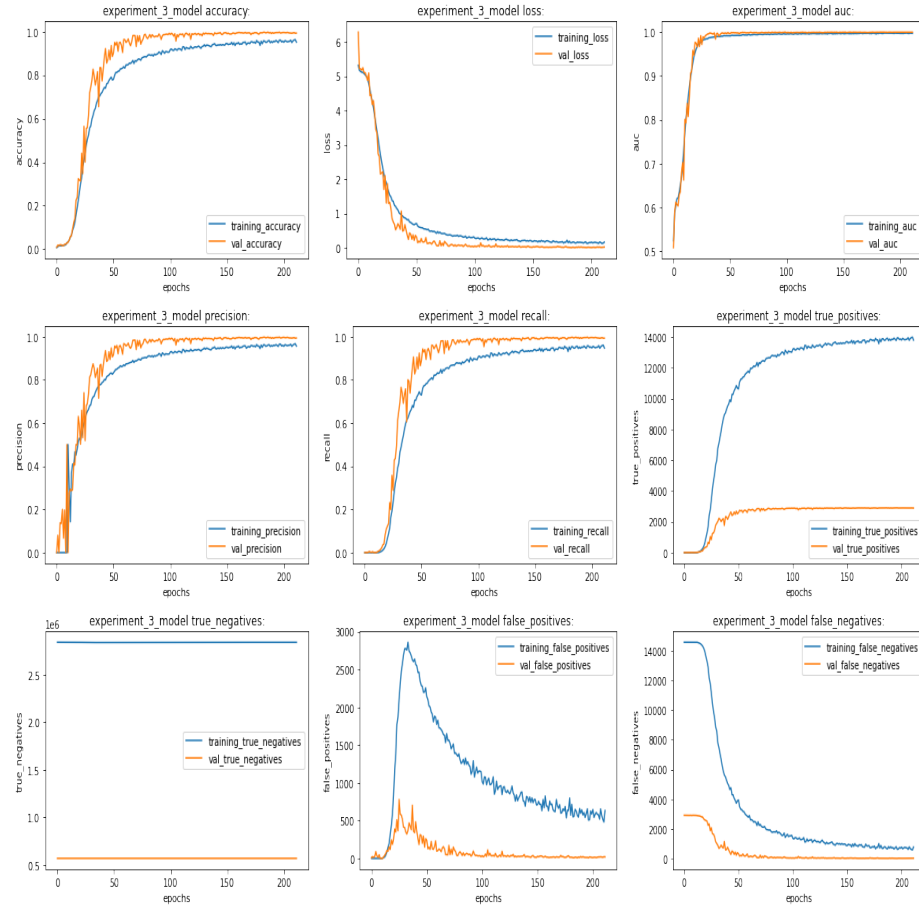 experiment_3_model accuracy:
1.0
0.8
0.6
0.4
0.2
0.0
accuracy
training_accuracy
val_accuracy
0 50 100 150 200
epochs
experiment_3_model loss:
6
5
4
3
2
1
0
loss
training_loss
val_loss
0 50 100 150 200
epochs
experiment_3_model auc:
1.0
0.9
0.8
0.7
0.6
0.5
auc
training_auc
val_auc
0 50 100 150 200
epochs
experiment_3_model precision:
1.0
0.8
0.6
0.4
0.2
0.0
precision
training_precision
val_precision
0 50 100 150 200
epochs
experiment_3_model recall:
1.0
0.8
0.6
0.4
0.2
0.0
recall
training_recall
val_recall
0 50 100 150 200
epochs
experiment_3_model true_positives:
14000
12000
10000
8000
6000
4000
2000
0
true_positives
training_true_positives
val_true_positives
0 50 100 150 200
epochs
experiment_3_model true_negatives:
1e6
2.5
2.0
1.5
1.0
0.5
true_negatives
training_true_negatives
val_true_negatives
0 50 100 150 200
epochs
experiment_3_model false_positives:
3000
2500
2000
1500
1000
500
0
false_positives
training_false_positives
val_false_positives
0 50 100 150 200
epochs
experiment_3_model false_negatives:
14000
12000
10000
8000
6000
4000
2000
0
false_negatives
training_false_negatives
val_false_negatives
0 50 100 150 200
epochs